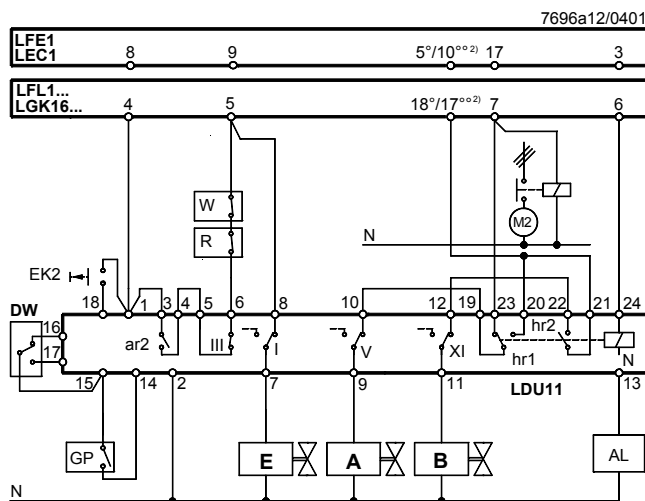 7696a12/0401
LFE1
LEC1
8 9 5°/10°° 2) 17 3
LFL1...
LGK16...
4 5 18°/17°° 2) 7 6
W
R
M2
N
EK2
DW
18 1 3 4 5 6 8 10 12 19 23 20 22 21 24
16
17
ar2 III I V XI hr1 hr2 N
15 14 2 7 9 11 LDU11 13
GP E A B AL
N